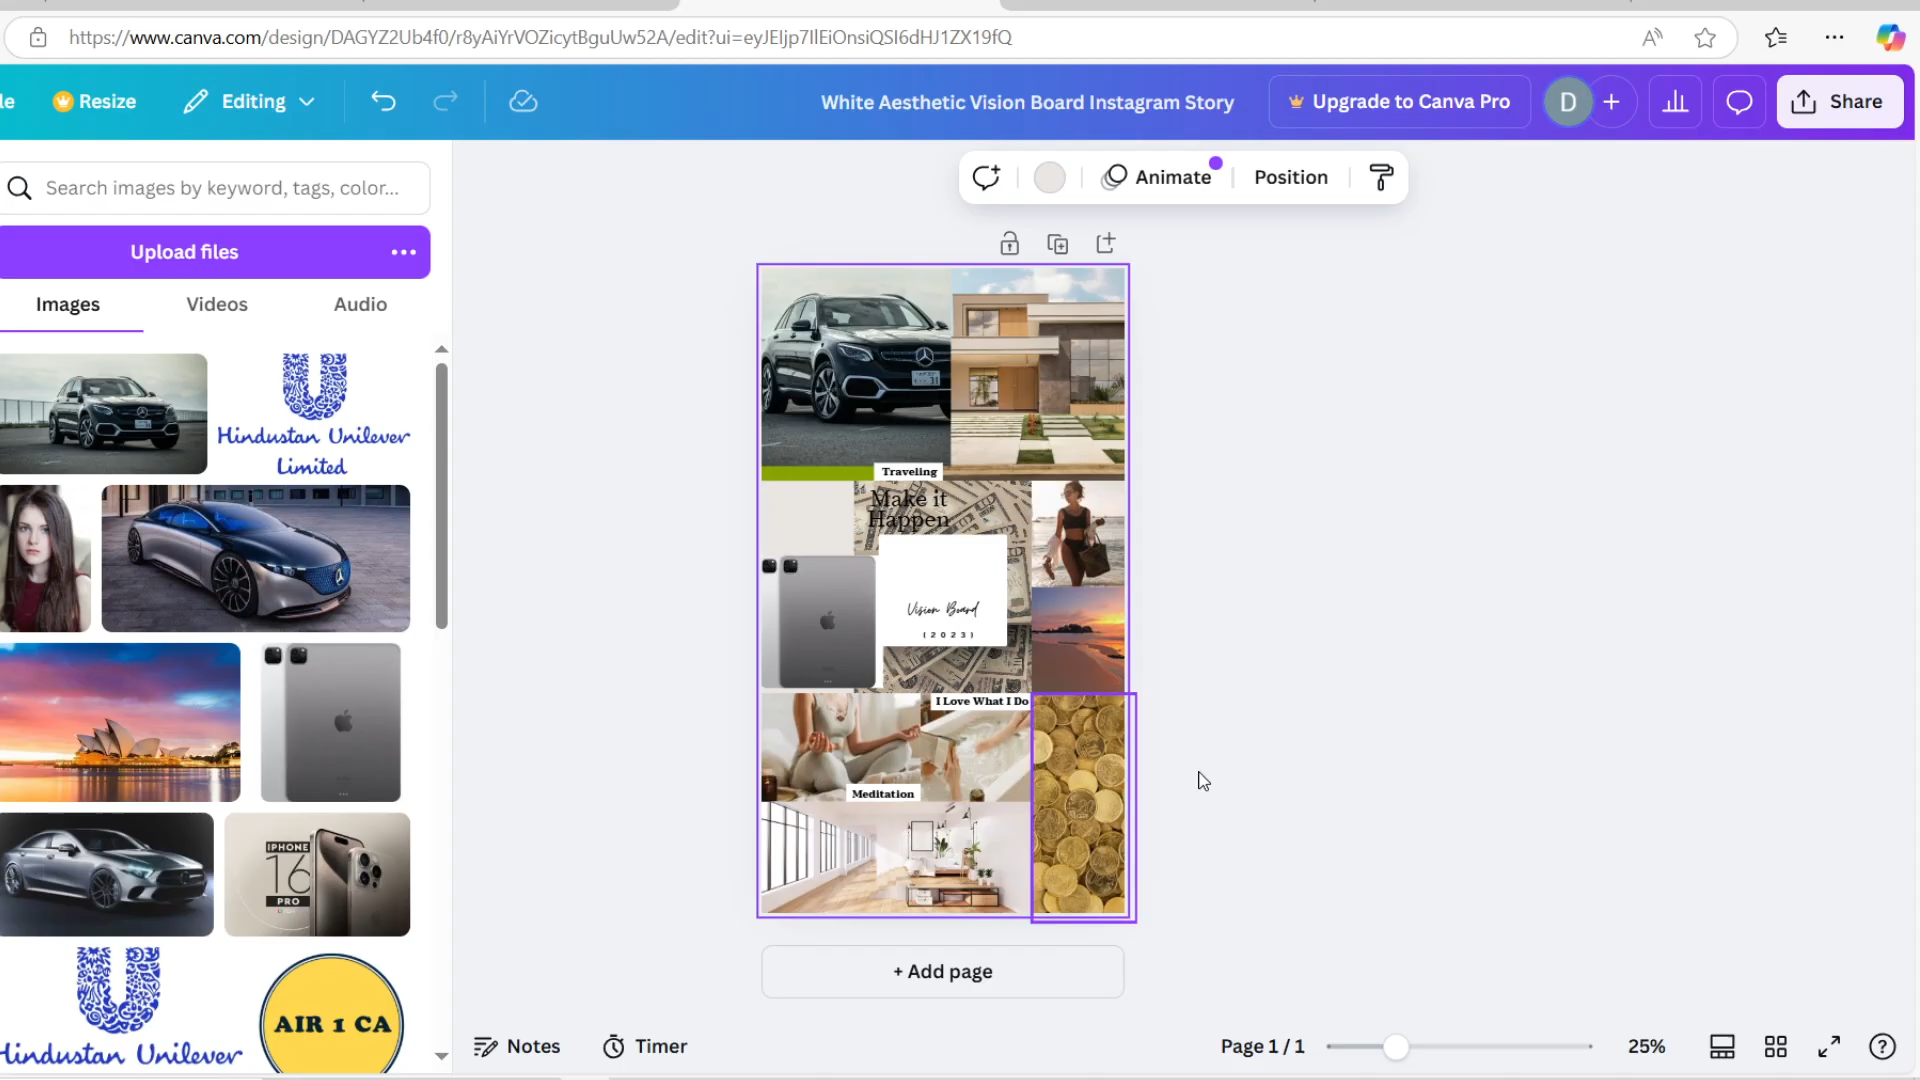 https://www.canva.com/design/DAGYZ2Ub4f0/r8yAiYrVOZicytBguUw52A/edit?ui=eyJEIjp7IlEiOnsiQSI6dHJ1ZX19fQ
le
Resize
Editing
White Aesthetic Vision Board Instagram Story
Upgrade to Canva Pro
D
Share
Search images by keyword, tags, color...
Animate
Position
Upload files
Images
Videos
Audio
Hindustan Unilever
Limited
Traveling
Make it
Happen
Vision Board
(2023)
I Love What I Do
Meditation
IPHONE
16
PRO
Hindustan Unilever
AIR 1 CA
+ Add page
Notes
Timer
Page 1 / 1
25%